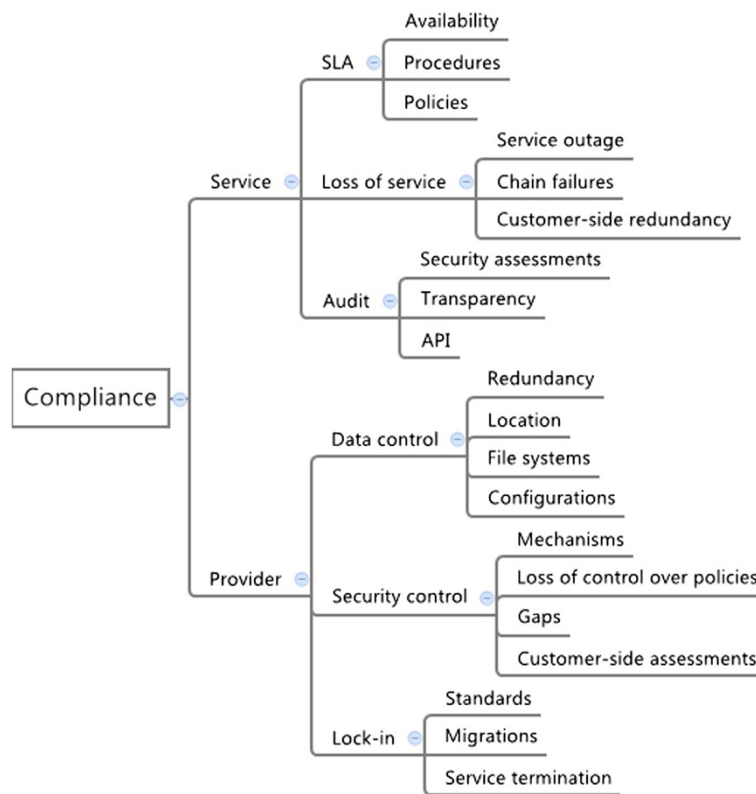 Compliance
Service
SLA
Availability
Procedures
Policies
Loss of service
Service outage
Chain failures
Customer-side redundancy
Audit
Security assessments
Transparency
API
Provider
Data control
Redundancy
Location
File systems
Configurations
Security control
Mechanisms
Loss of control over policies
Gaps
Customer-side assessments
Lock-in
Standards
Migrations
Service termination